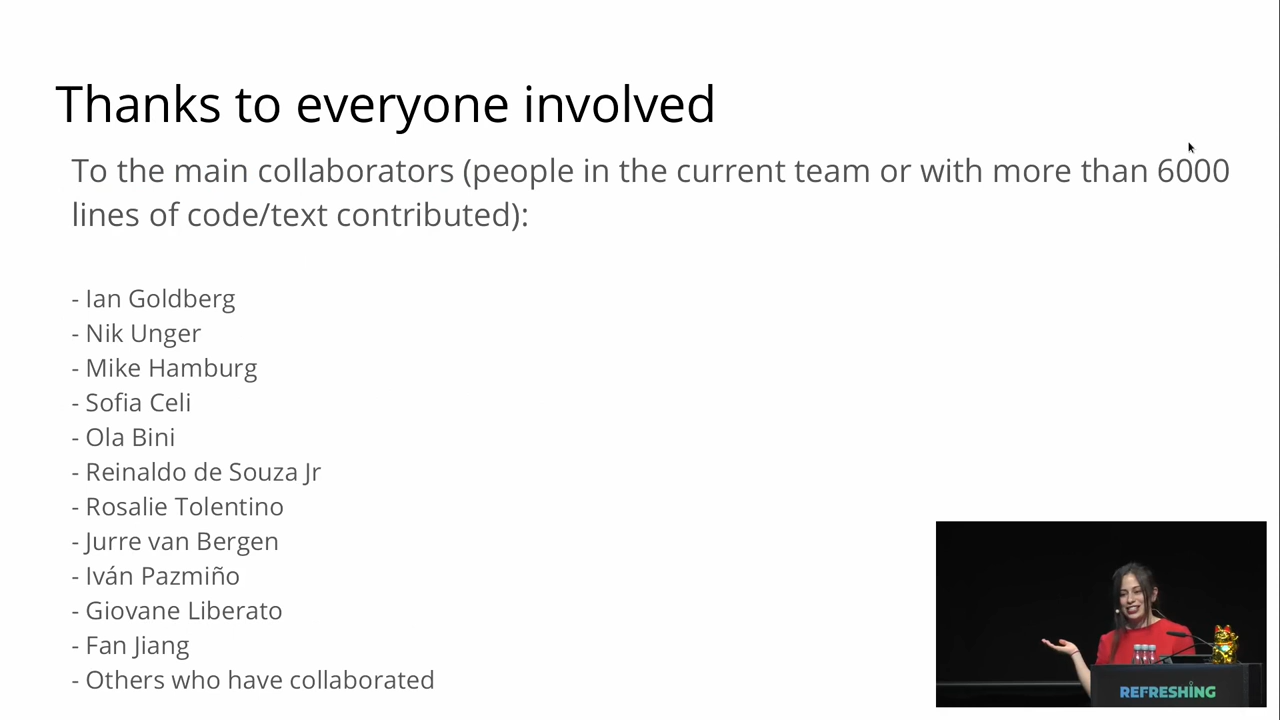 Thanks to everyone involved
To the main collaborators (people in the current team or with more than 6000
lines of code/text contributed):
- Ian Goldberg
- Nik Unger
- Mike Hamburg
- Sofia Celi
- Ola Bini
- Reinaldo de Souza Jr
- Rosalie Tolentino
- Jurre van Bergen
- Iván Pazmiño
- Giovane Liberato
- Fan Jiang
- Others who have collaborated
REFRESHING